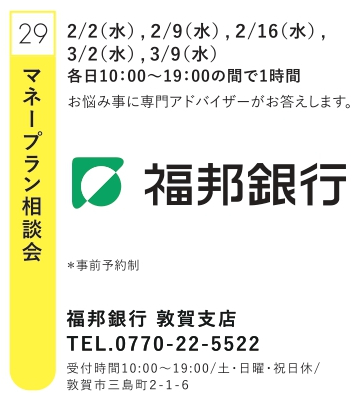 29
マネープラン相談会
2/2（水）, 2/9（水）, 2/16（水）,
3/2（水）, 3/9（水）
各日10:00〜19:00の間で1時間
お悩み事に専門アドバイザーがお答えします。
福邦銀行
＊事前予約制
福邦銀行 敦賀支店
TEL.0770-22-5522
受付時間10:00〜19:00/土・日曜・祝日休/
敦賀市三島町2-1-6